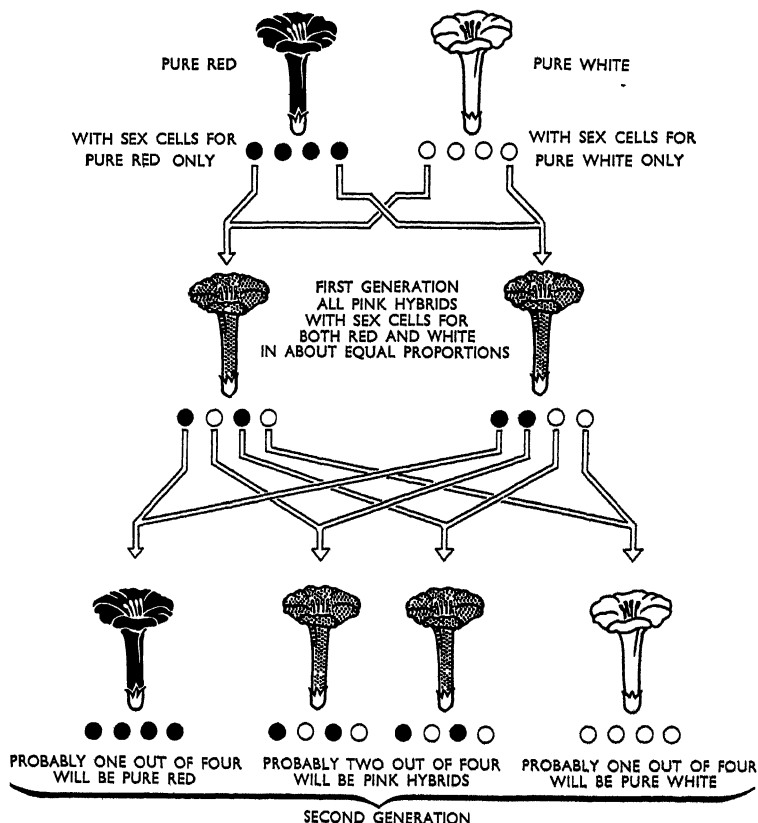 PURE RED
PURE WHITE
WITH SEX CELLS FOR
PURE RED ONLY
WITH SEX CELLS FOR
PURE WHITE ONLY
FIRST GENERATION
ALL PINK HYBRIDS
WITH SEX CELLS FOR
BOTH RED AND WHITE
IN ABOUT EQUAL PROPORTIONS
PROBABLY ONE OUT OF FOUR
WILL BE PURE RED
PROBABLY TWO OUT OF FOUR
WILL BE PINK HYBRIDS
PROBABLY ONE OUT OF FOUR
WILL BE PURE WHITE
SECOND GENERATION